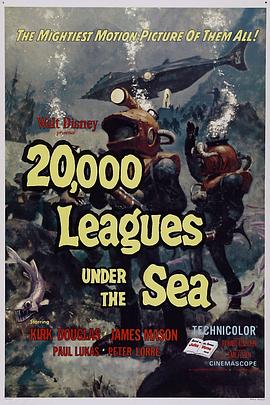 THE MIGHTIEST MOTION PICTURE OF THEM ALL!
Walt Disney
presents
20,000
Leagues
UNDER
THE Sea
Starring
KIRK DOUGLAS · JAMES MASON
PAUL LUKAS · PETER LORRE
TECHNICOLOR
CINEMASCOPE